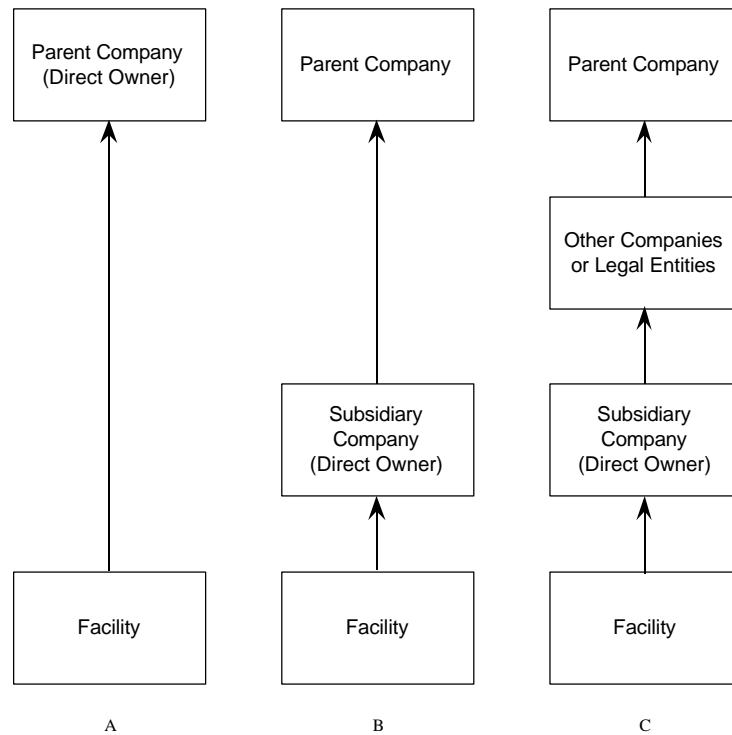 Parent Company
(Direct Owner)
Parent Company
Parent Company
Other Companies
or Legal Entities
Subsidiary
Company
(Direct Owner)
Subsidiary
Company
(Direct Owner)
Facility
Facility
Facility
A
B
C